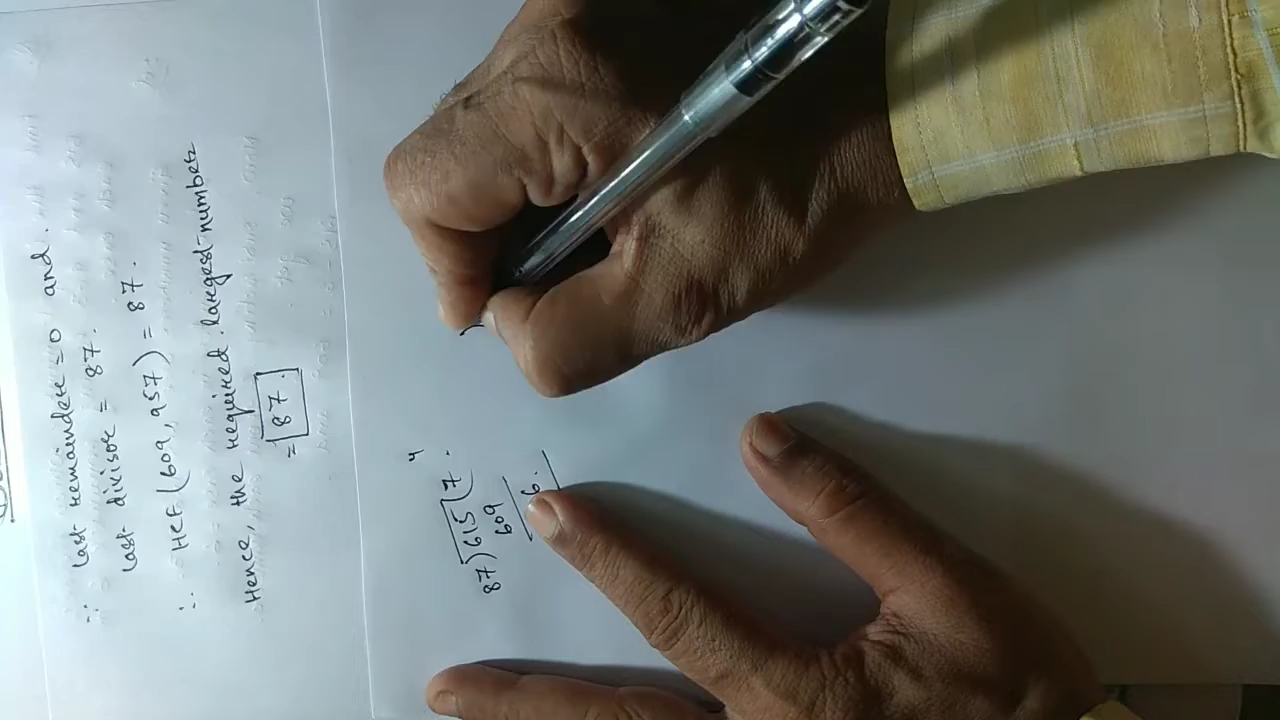 ∵ Last remainder = 0 and.
last divisor = 87.
∴ HCF (609, 957) = 87.
Hence, the required largest number
= 87.
4
87) 615 (7.
609
6.